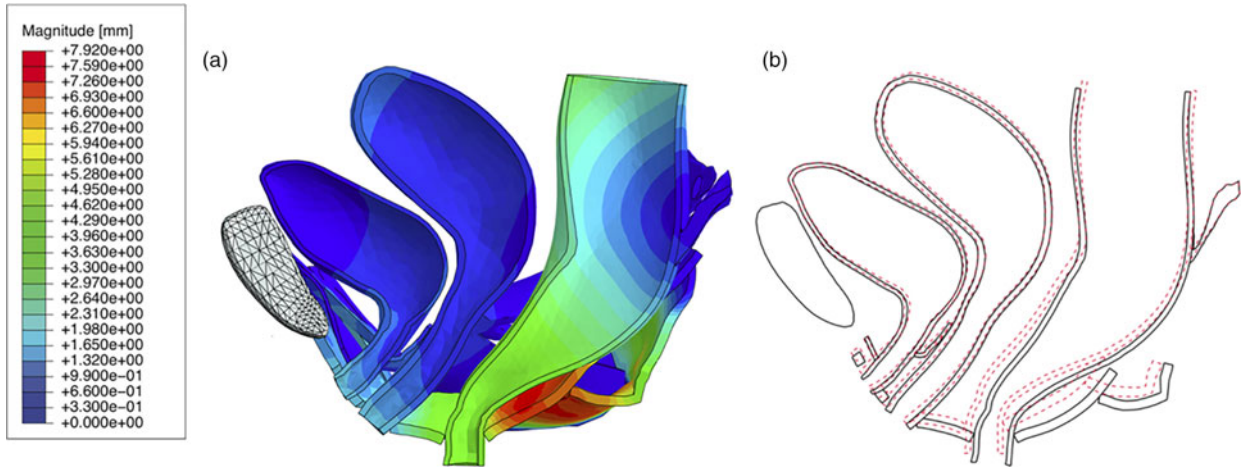 Magnitude [mm]
+7.920e+00
+7.590e+00
+7.260e+00
+6.930e+00
+6.600e+00
+6.270e+00
+5.940e+00
+5.610e+00
+5.280e+00
+4.950e+00
+4.620e+00
+4.290e+00
+3.960e+00
+3.630e+00
+3.300e+00
+2.970e+00
+2.640e+00
+2.310e+00
+1.980e+00
+1.650e+00
+1.320e+00
+9.900e-01
+6.600e-01
+3.300e-01
+0.000e+00
(a)
(b)